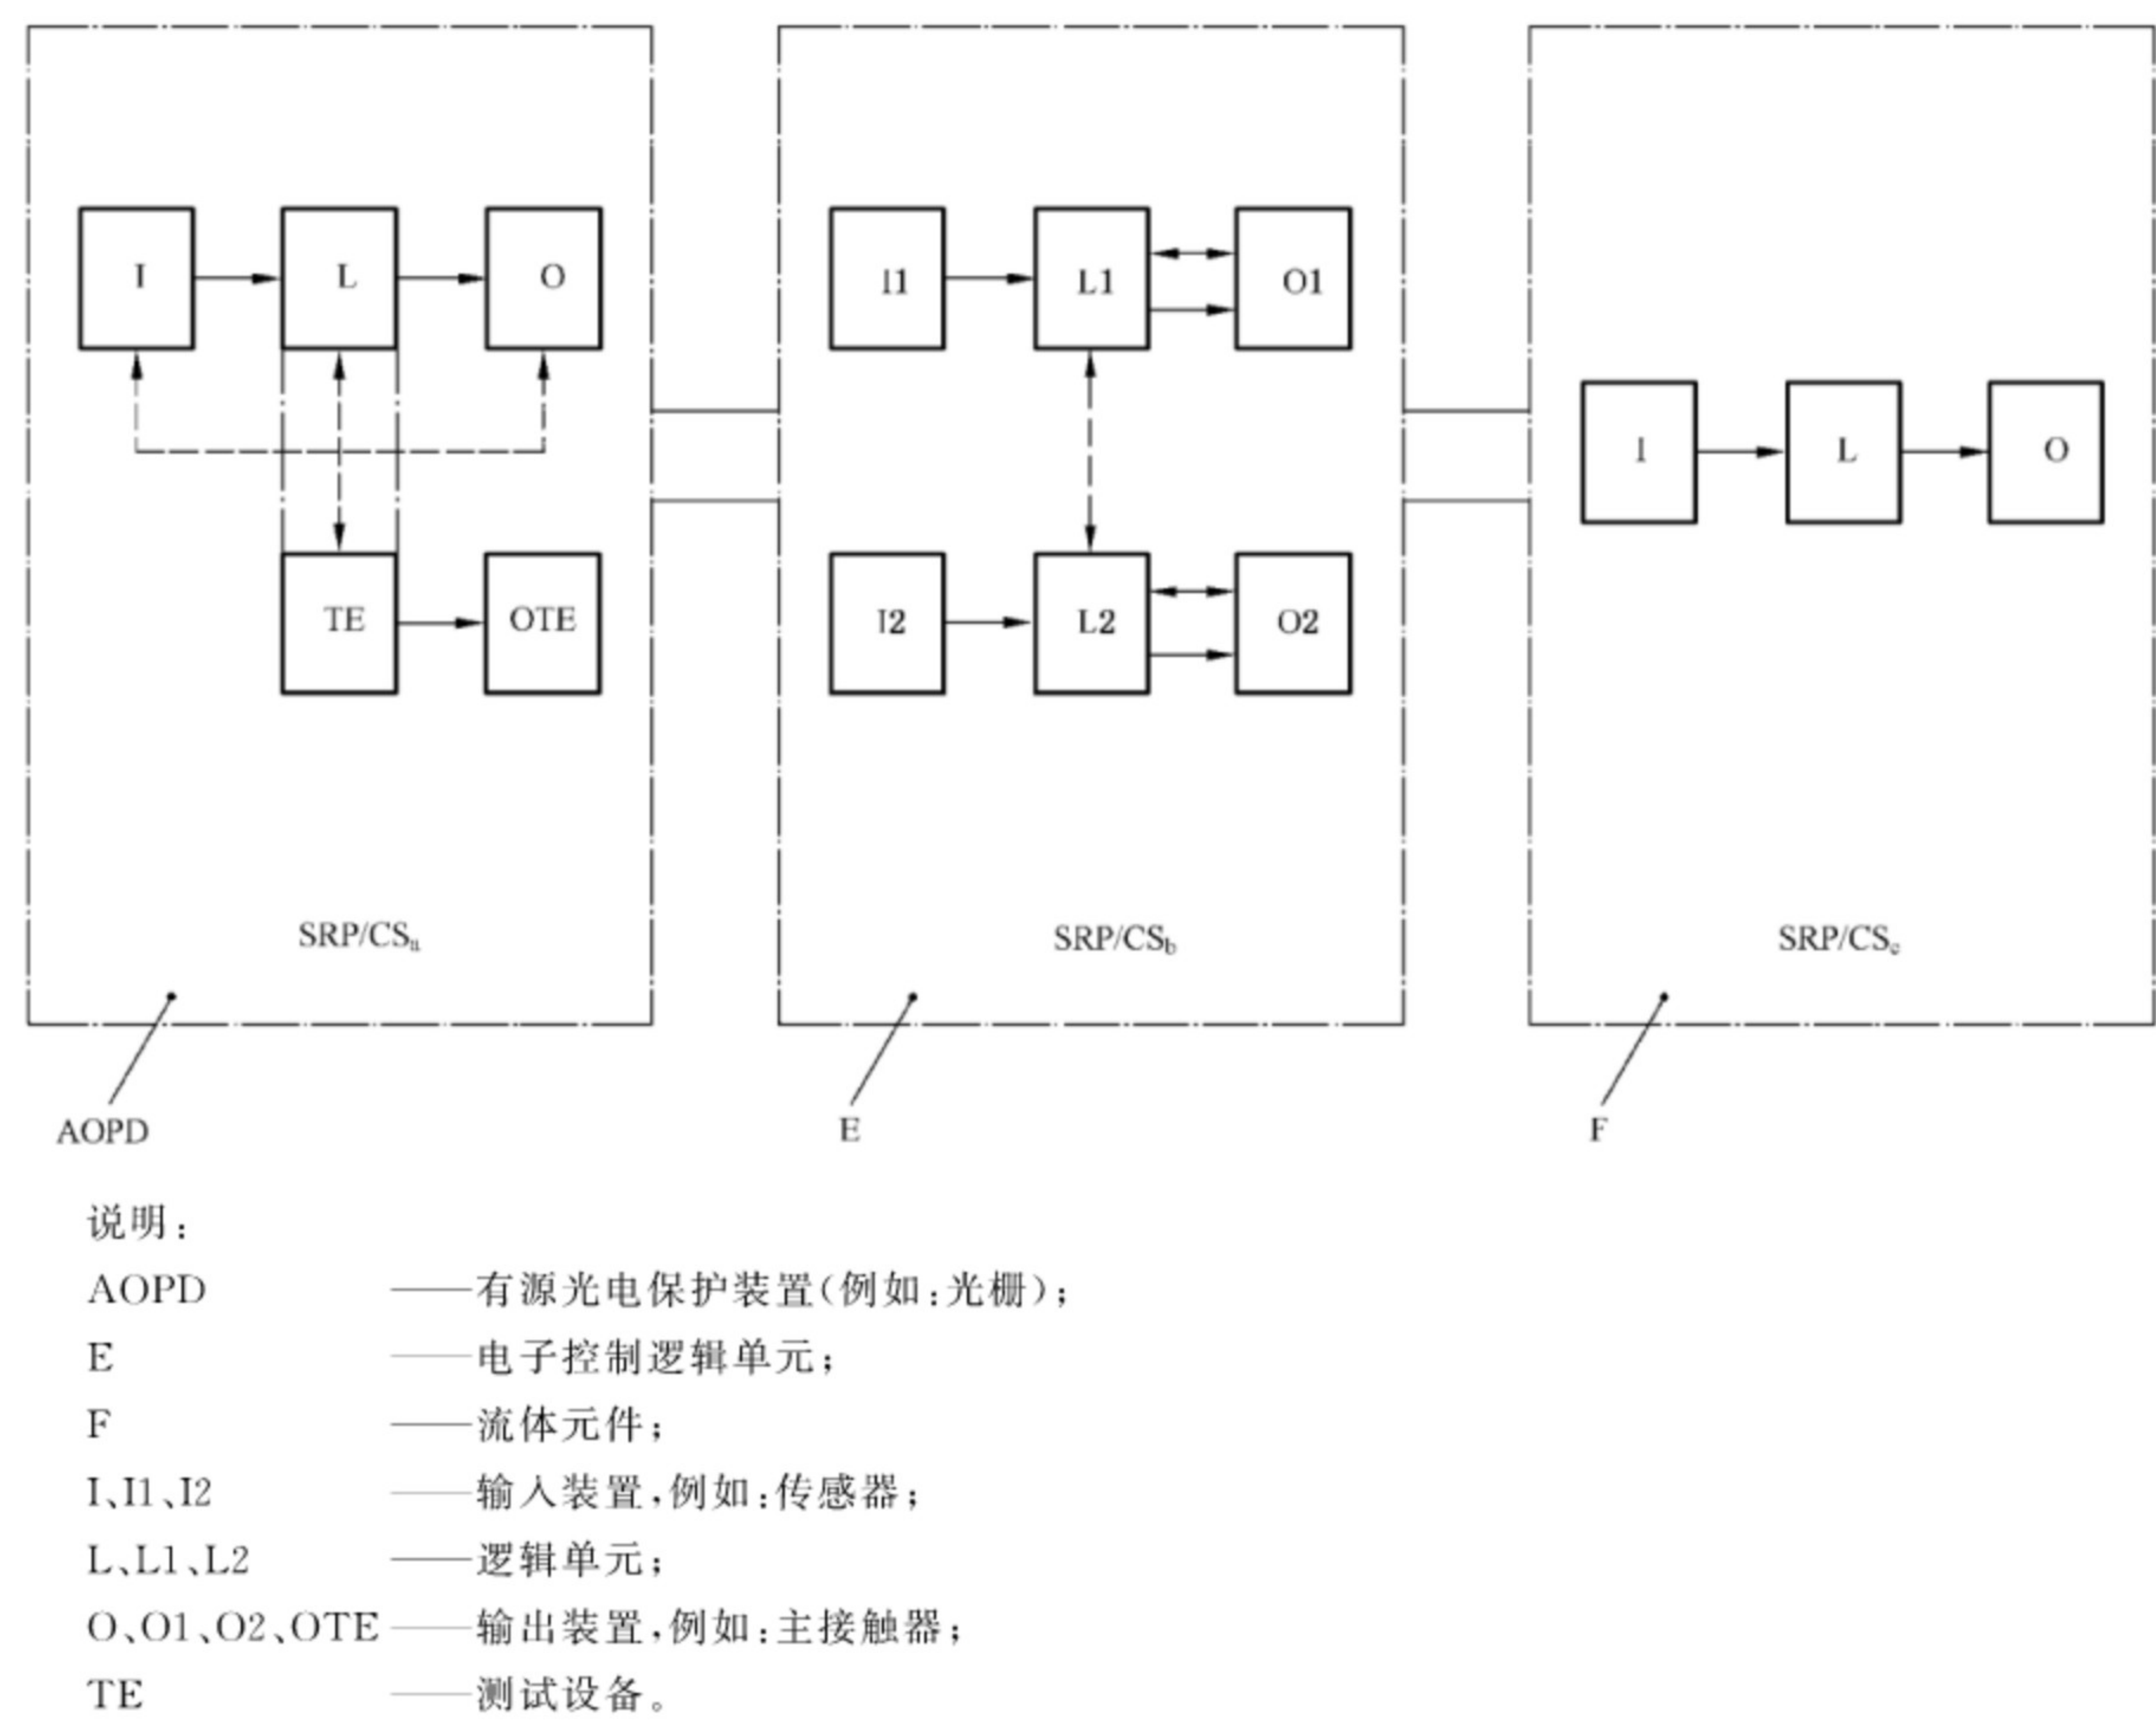 I L O
TE OTE
SRP/CSa
AOPD
I1 L1 O1
I2 L2 O2
SRP/CSb
E
I L O
SRP/CSc
F
说明:
AOPD ——有源光电保护装置(例如:光栅);
E ——电子控制逻辑单元;
F ——流体元件;
I、I1、I2 ——输入装置,例如:传感器;
L、L1、L2 ——逻辑单元;
O、O1、O2、OTE ——输出装置,例如:主接触器;
TE ——测试设备。